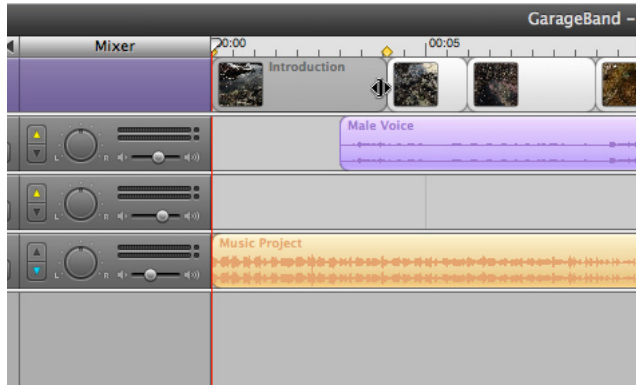 GarageBand –
Mixer
00:00
00:05
Introduction
Male Voice
L R
L R
Music Project
L R